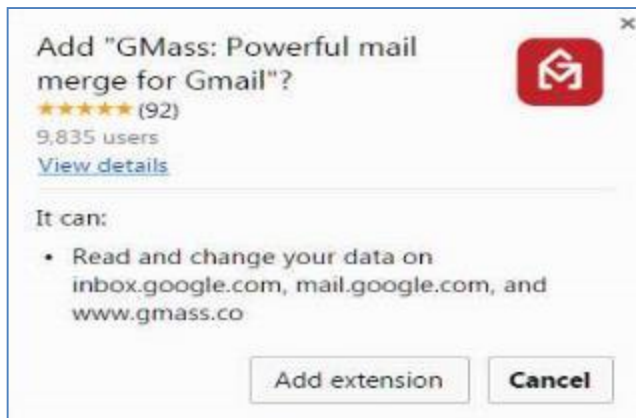 Add "GMass: Powerful mail
merge for Gmail"?
(92)
9,835 users
View details
It can:
• Read and change your data on
inbox.google.com, mail.google.com, and
www.gmass.co
Add extension
Cancel